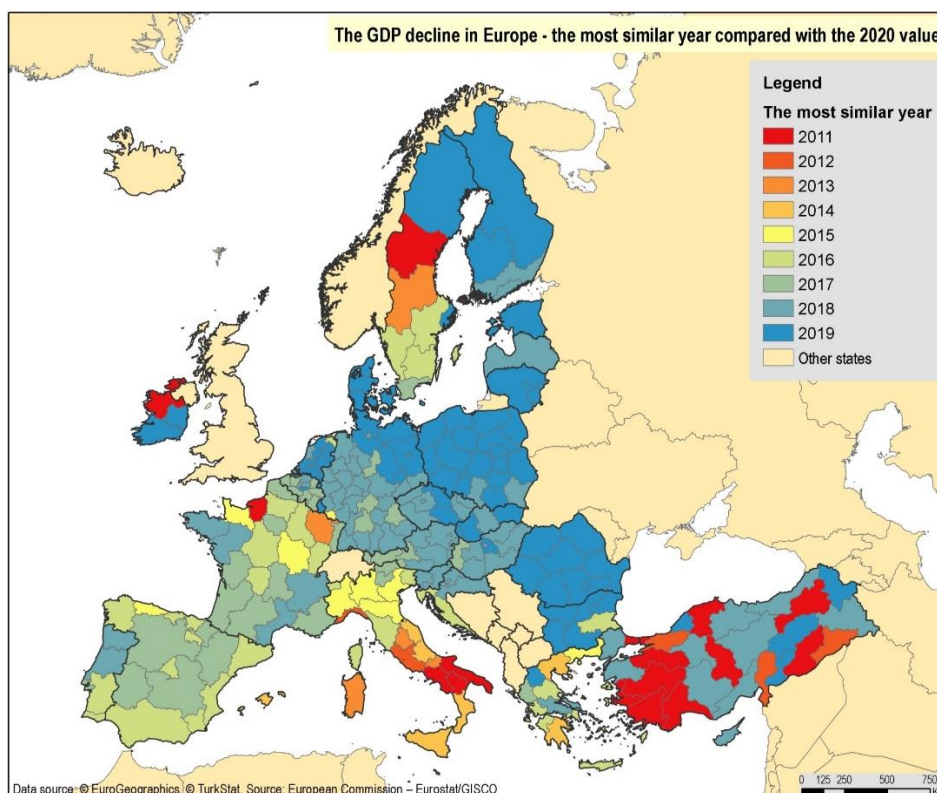 The GDP decline in Europe - the most similar year compared with the 2020 value
Legend
The most similar year
2011
2012
2013
2014
2015
2016
2017
2018
2019
Other states
Data source: © EuroGeographics © TurkStat Source: European Commission – Eurostat/GISCO
0 125 250 500 750